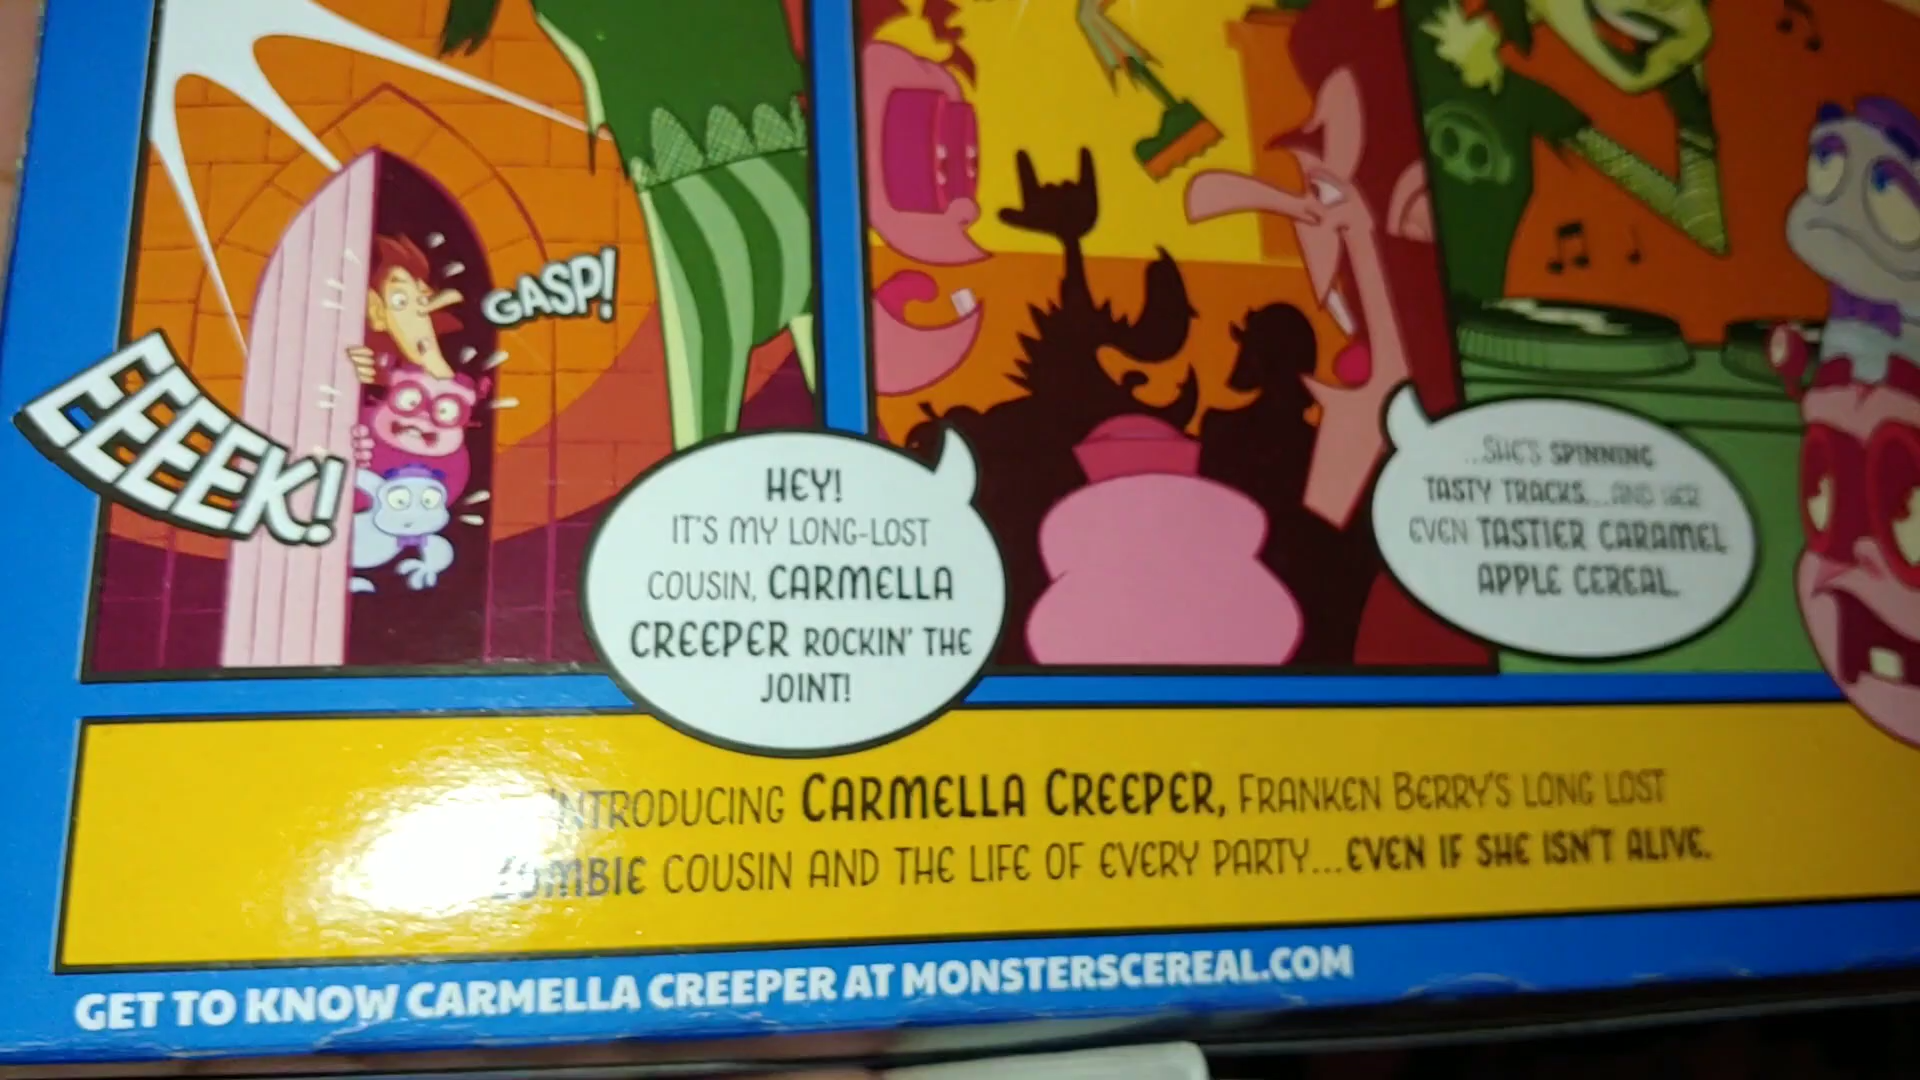 EEEEK!
GASP!
HEY!
IT'S MY LONG-LOST
COUSIN, CARMELLA
CREEPER ROCKIN' THE
JOINT!
...SHE'S SPINNING
TASTY TRACKS...AND HER
EVEN TASTIER CARAMEL
APPLE CEREAL.
INTRODUCING CARMELLA CREEPER, FRANKEN BERRY'S LONG LOST
ZOMBIE COUSIN AND THE LIFE OF EVERY PARTY...EVEN IF SHE ISN'T ALIVE.
GET TO KNOW CARMELLA CREEPER AT MONSTERSCEREAL.COM